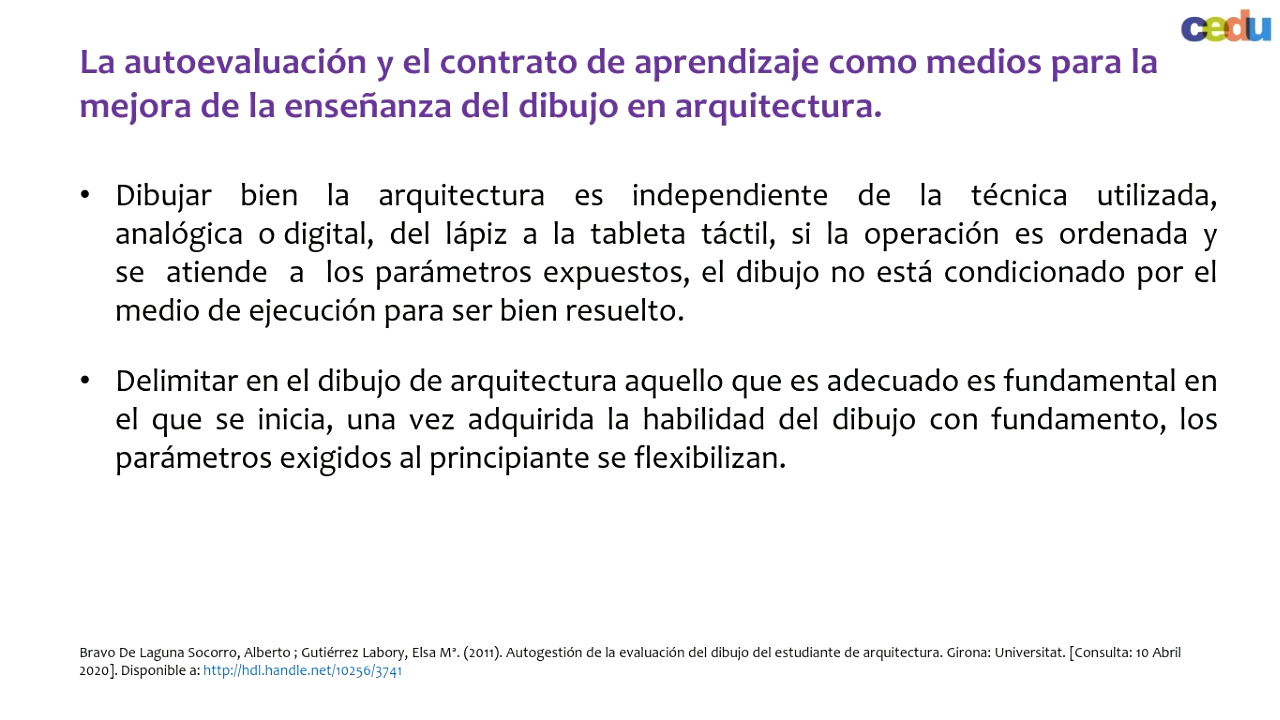 cedu
La autoevaluación y el contrato de aprendizaje como medios para la
mejora de la enseñanza del dibujo en arquitectura.
• Dibujar bien la arquitectura es independiente de la técnica utilizada,
analógica o digital, del lápiz a la tableta táctil, si la operación es ordenada y
se atiende a los parámetros expuestos, el dibujo no está condicionado por el
medio de ejecución para ser bien resuelto.
• Delimitar en el dibujo de arquitectura aquello que es adecuado es fundamental en
el que se inicia, una vez adquirida la habilidad del dibujo con fundamento, los
parámetros exigidos al principiante se flexibilizan.
Bravo De Laguna Socorro, Alberto ; Gutiérrez Labory, Elsa Mª. (2011). Autogestión de la evaluación del dibujo del estudiante de arquitectura. Girona: Universitat. [Consulta: 10 Abril
2020]. Disponible a: http://hdl.handle.net/10256/3741